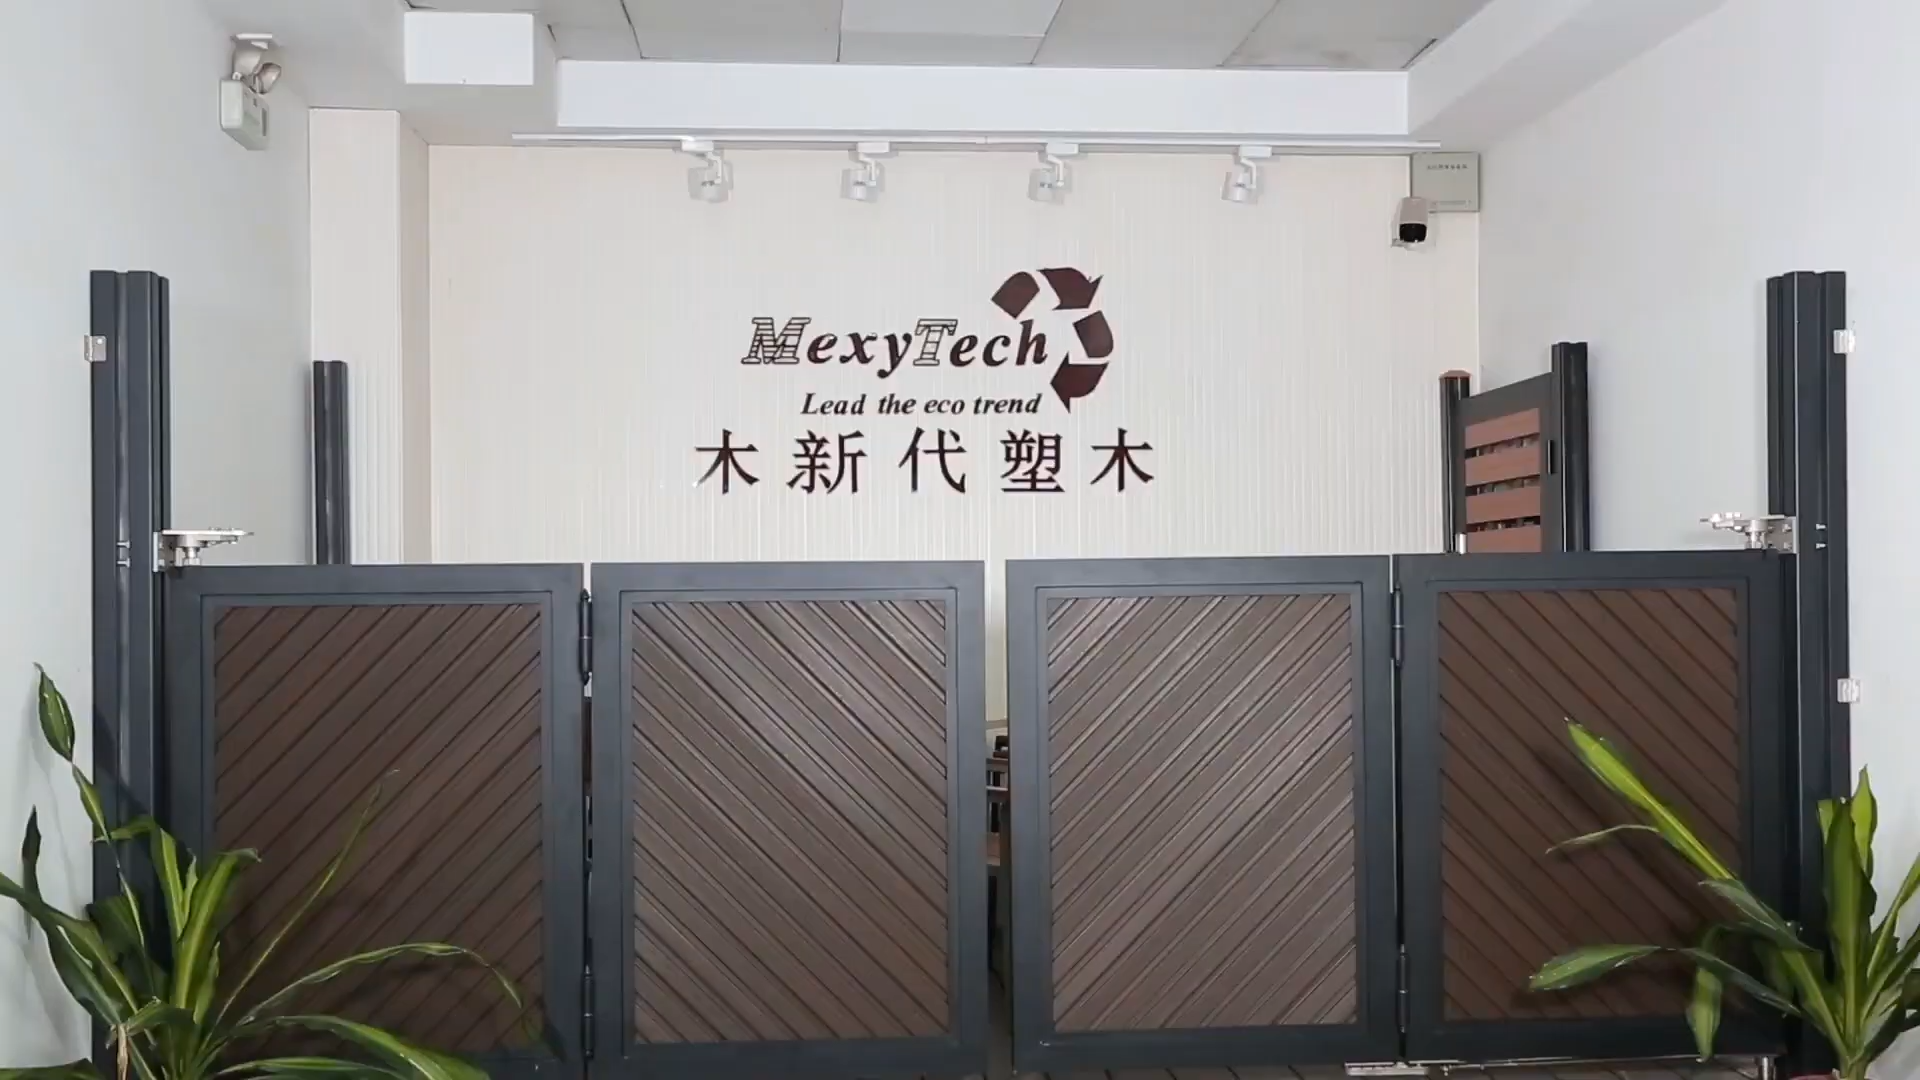 MexyTech
Lead the eco trend
木新代塑木